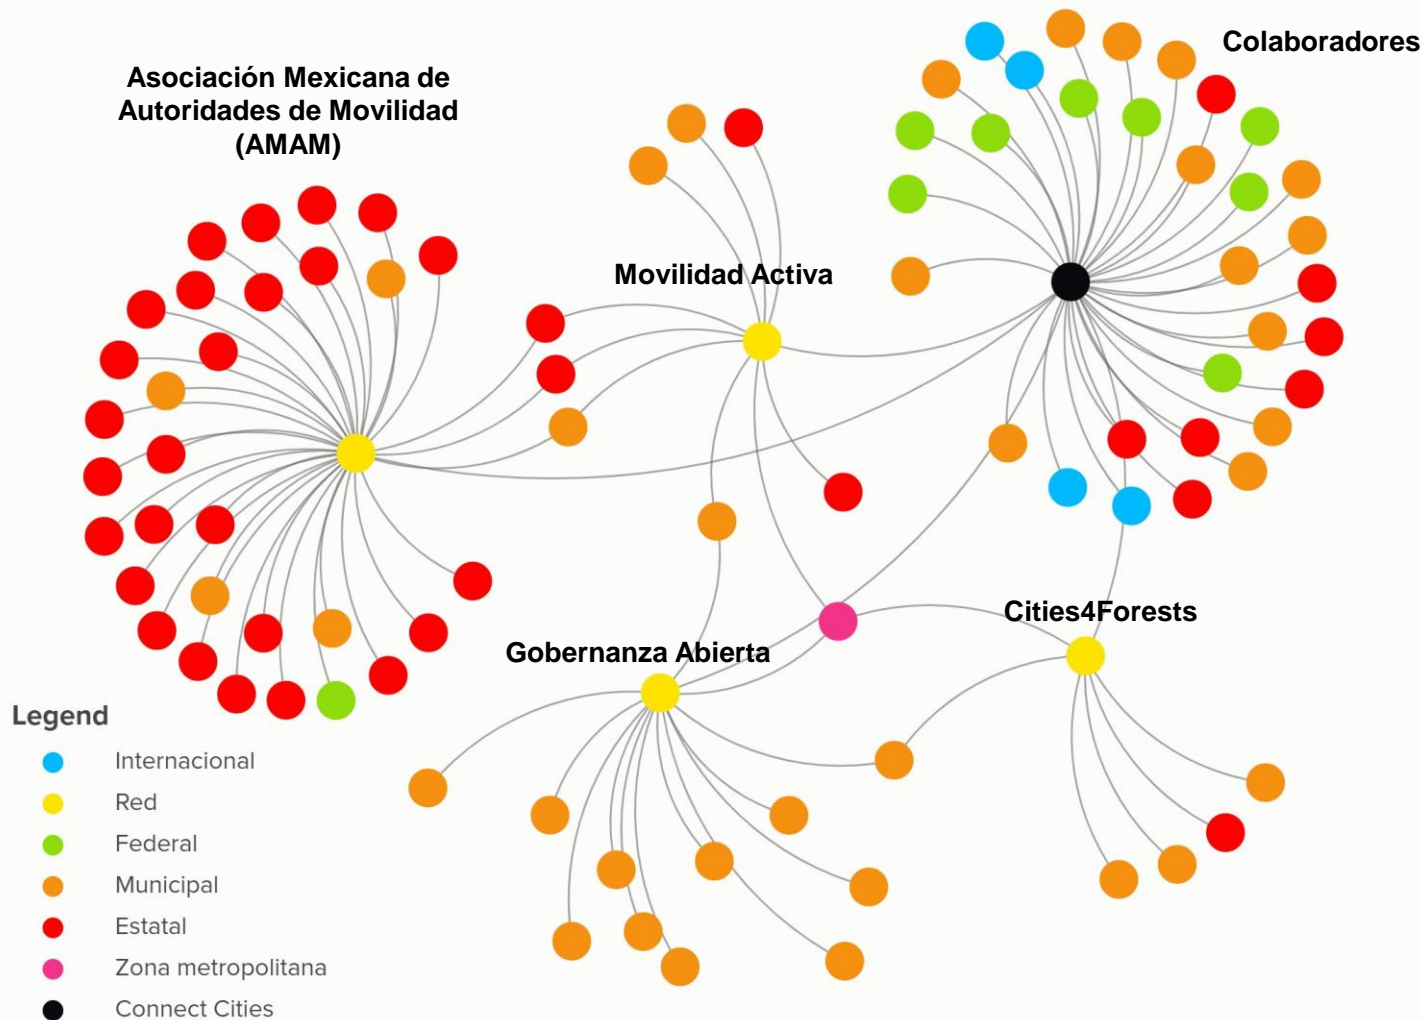 Colaboradores
Asociación Mexicana de
Autoridades de Movilidad
(AMAM)
Movilidad Activa
Cities4Forests
Gobernanza Abierta
Legend
Internacional
Red
Federal
Municipal
Estatal
Zona metropolitana
Connect Cities